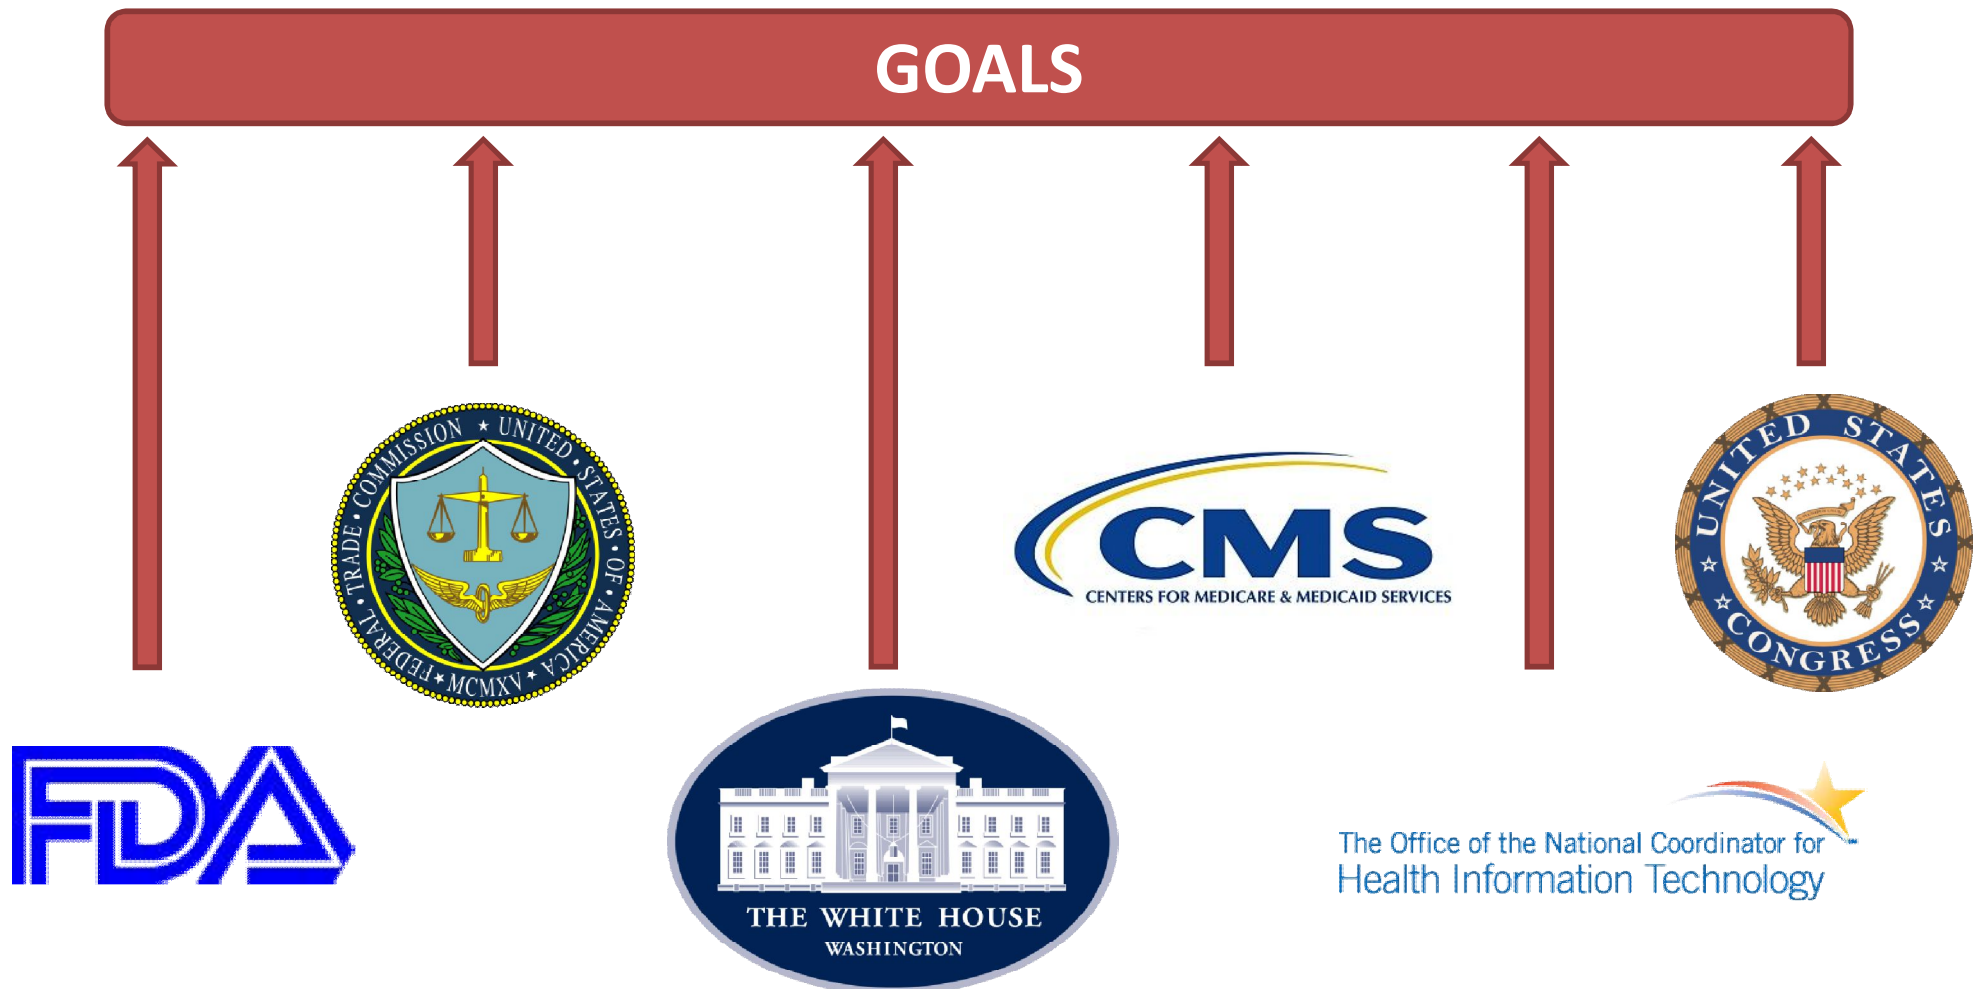 GOALS
FEDERAL · TRADE · COMMISSION ★ UNITED · STATES · OF · AMERICA ★ MCMXV ★
CMS
CENTERS FOR MEDICARE & MEDICAID SERVICES
UNITED STATES
CONGRESS
FDA
THE WHITE HOUSE
WASHINGTON
The Office of the National Coordinator for
Health Information Technology